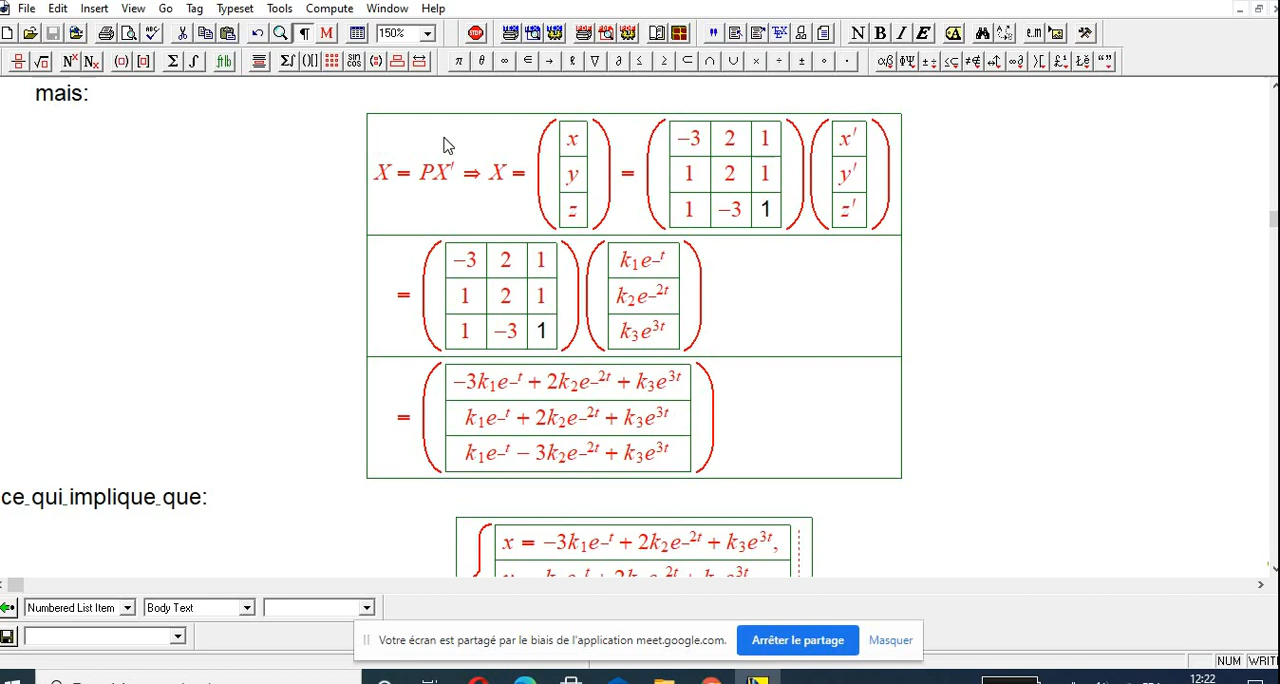 File Edit Insert View Go Tag Typeset Tools Compute Window Help
150%
mais:
X = PX′ ⇒ X = ( x y z ) = ( −3 2 1 1 2 1 1 −3 1 ) ( x′ y′ z′ )
= ( −3 2 1 1 2 1 1 −3 1 ) ( k₁e–ᵗ k₂e–²ᵗ k₃e³ᵗ )
= ( −3k₁e–ᵗ + 2k₂e–²ᵗ + k₃e³ᵗ
k₁e–ᵗ + 2k₂e–²ᵗ + k₃e³ᵗ
k₁e–ᵗ − 3k₂e–²ᵗ + k₃e³ᵗ )
ce qui implique que:
x = −3k₁e–ᵗ + 2k₂e–²ᵗ + k₃e³ᵗ,
Numbered List Item Body Text
Votre écran est partagé par le biais de l'application meet.google.com. Arrêter le partage Masquer
NUM WRITI
12:22